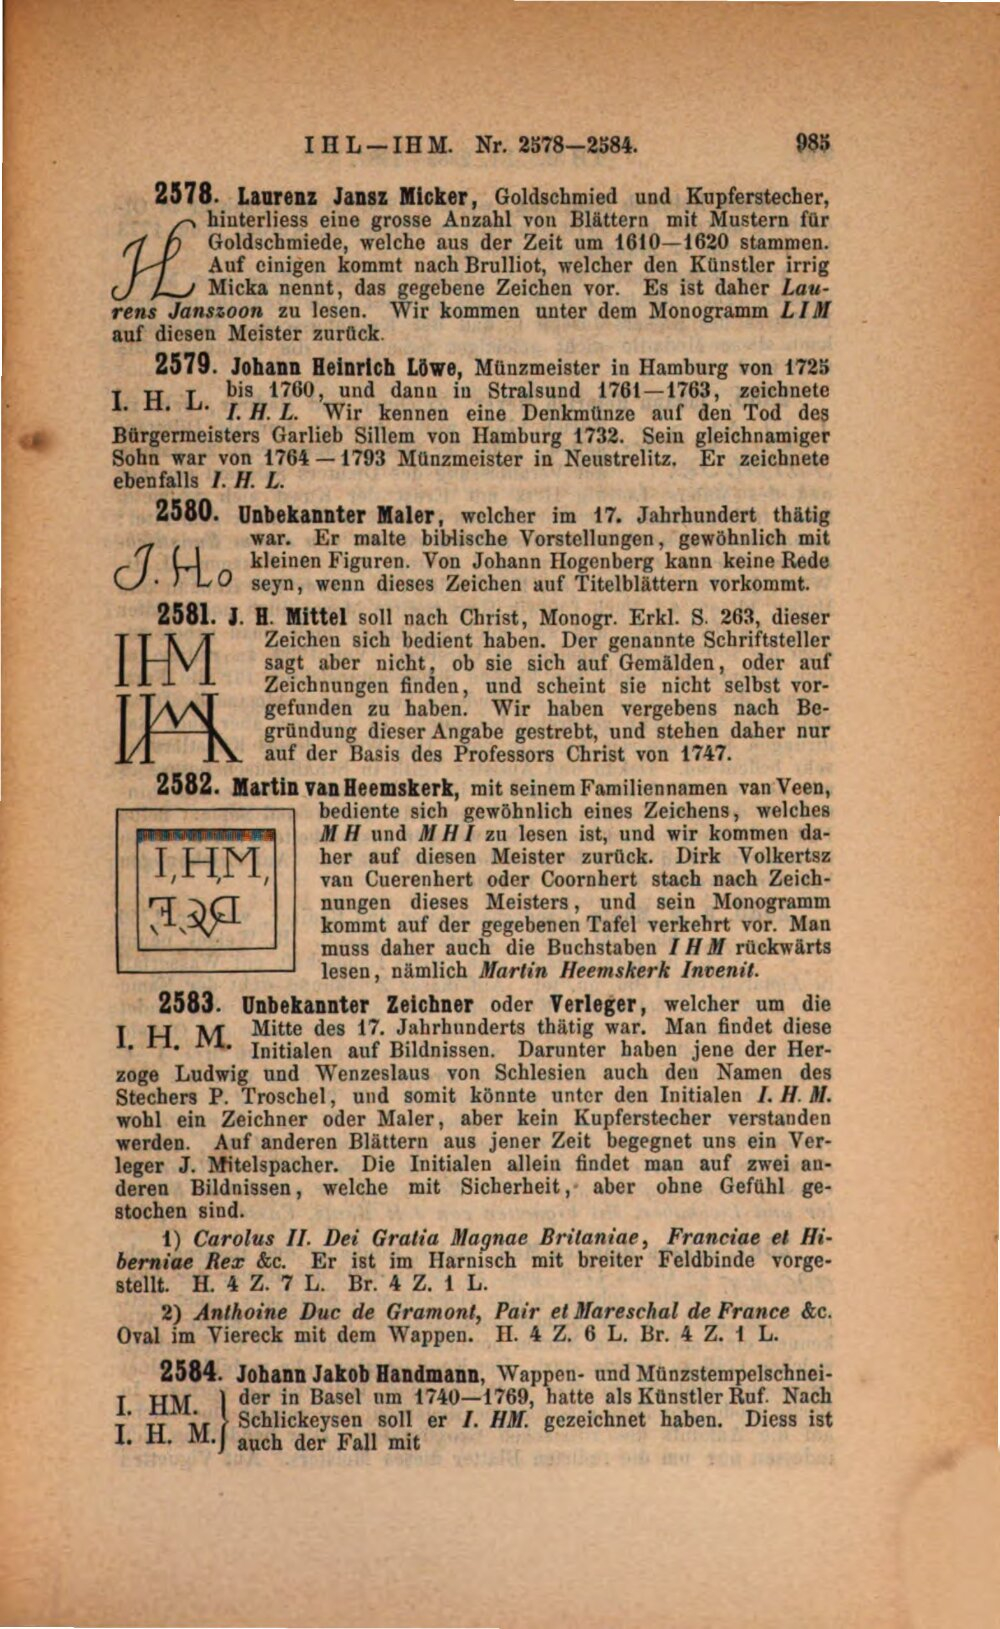 IHL—IHM. Nr. 2578—2584. 985
2578. Laurenz Jansz Micker, Goldschmied und Kupferstecher,
hinterliess eine grosse Anzahl von Blättern mit Mustern für
Goldschmiede, welche aus der Zeit um 1610—1620 stammen.
Auf einigen kommt nach Brulliot, welcher den Künstler irrig
Micka nennt, das gegebene Zeichen vor. Es ist daher Lau-
rens Janszoon zu lesen. Wir kommen unter dem Monogramm LIM
auf diesen Meister zurück.
2579. Johann Heinrich Löwe, Münzmeister in Hamburg von 1725
I. H. L. bis 1760, und dann in Stralsund 1761—1763, zeichnete
I. H. L. Wir kennen eine Denkmünze auf den Tod des
Bürgermeisters Garlieb Sillem von Hamburg 1732. Sein gleichnamiger
Sohn war von 1764—1793 Münzmeister in Neustrelitz. Er zeichnete
ebenfalls I. H. L.
2580. Unbekannter Maler, welcher im 17. Jahrhundert thätig
war. Er malte biblische Vorstellungen, gewöhnlich mit
J. Ho kleinen Figuren. Von Johann Hogenberg kann keine Rede
seyn, wenn dieses Zeichen auf Titelblättern vorkommt.
2581. J. H. Mittel soll nach Christ, Monogr. Erkl. S. 263, dieser
IHM Zeichen sich bedient haben. Der genannte Schriftsteller
sagt aber nicht, ob sie sich auf Gemälden, oder auf
Zeichnungen finden, und scheint sie nicht selbst vor-
gefunden zu haben. Wir haben vergebens nach Be-
gründung dieser Angabe gestrebt, und stehen daher nur
auf der Basis des Professors Christ von 1747.
2582. Martin van Heemskerk, mit seinem Familiennamen van Veen,
bediente sich gewöhnlich eines Zeichens, welches
MH und MHI zu lesen ist, und wir kommen da-
I,H,M, her auf diesen Meister zurück. Dirk Volkertsz
van Cuerenhert oder Coornhert stach nach Zeich-
nungen dieses Meisters, und sein Monogramm
kommt auf der gegebenen Tafel verkehrt vor. Man
muss daher auch die Buchstaben IHM rückwärts
lesen, nämlich Martin Heemskerk Invenit.
2583. Unbekannter Zeichner oder Verleger, welcher um die
I. H. M. Mitte des 17. Jahrhunderts thätig war. Man findet diese
Initialen auf Bildnissen. Darunter haben jene der Her-
zoge Ludwig und Wenzeslaus von Schlesien auch den Namen des
Stechers P. Troschel, und somit könnte unter den Initialen I. H. M.
wohl ein Zeichner oder Maler, aber kein Kupferstecher verstanden
werden. Auf anderen Blättern aus jener Zeit begegnet uns ein Ver-
leger J. Mitelspacher. Die Initialen allein findet man auf zwei an-
deren Bildnissen, welche mit Sicherheit, aber ohne Gefühl ge-
stochen sind.
1) Carolus II. Dei Gratia Magnae Britaniae, Franciae et Hi-
berniae Rex &c. Er ist im Harnisch mit breiter Feldbinde vorge-
stellt. H. 4 Z. 7 L. Br. 4 Z. 1 L.
2) Anthoine Duc de Gramont, Pair et Mareschal de France &c.
Oval im Viereck mit dem Wappen. H. 4 Z. 6 L. Br. 4 Z. 1 L.
2584. Johann Jakob Handmann, Wappen- und Münzstempelschnei-
I. HM. der in Basel um 1740—1769, hatte als Künstler Ruf. Nach
Schlickeysen soll er I. HM. gezeichnet haben. Diess ist
I. H. M. auch der Fall mit